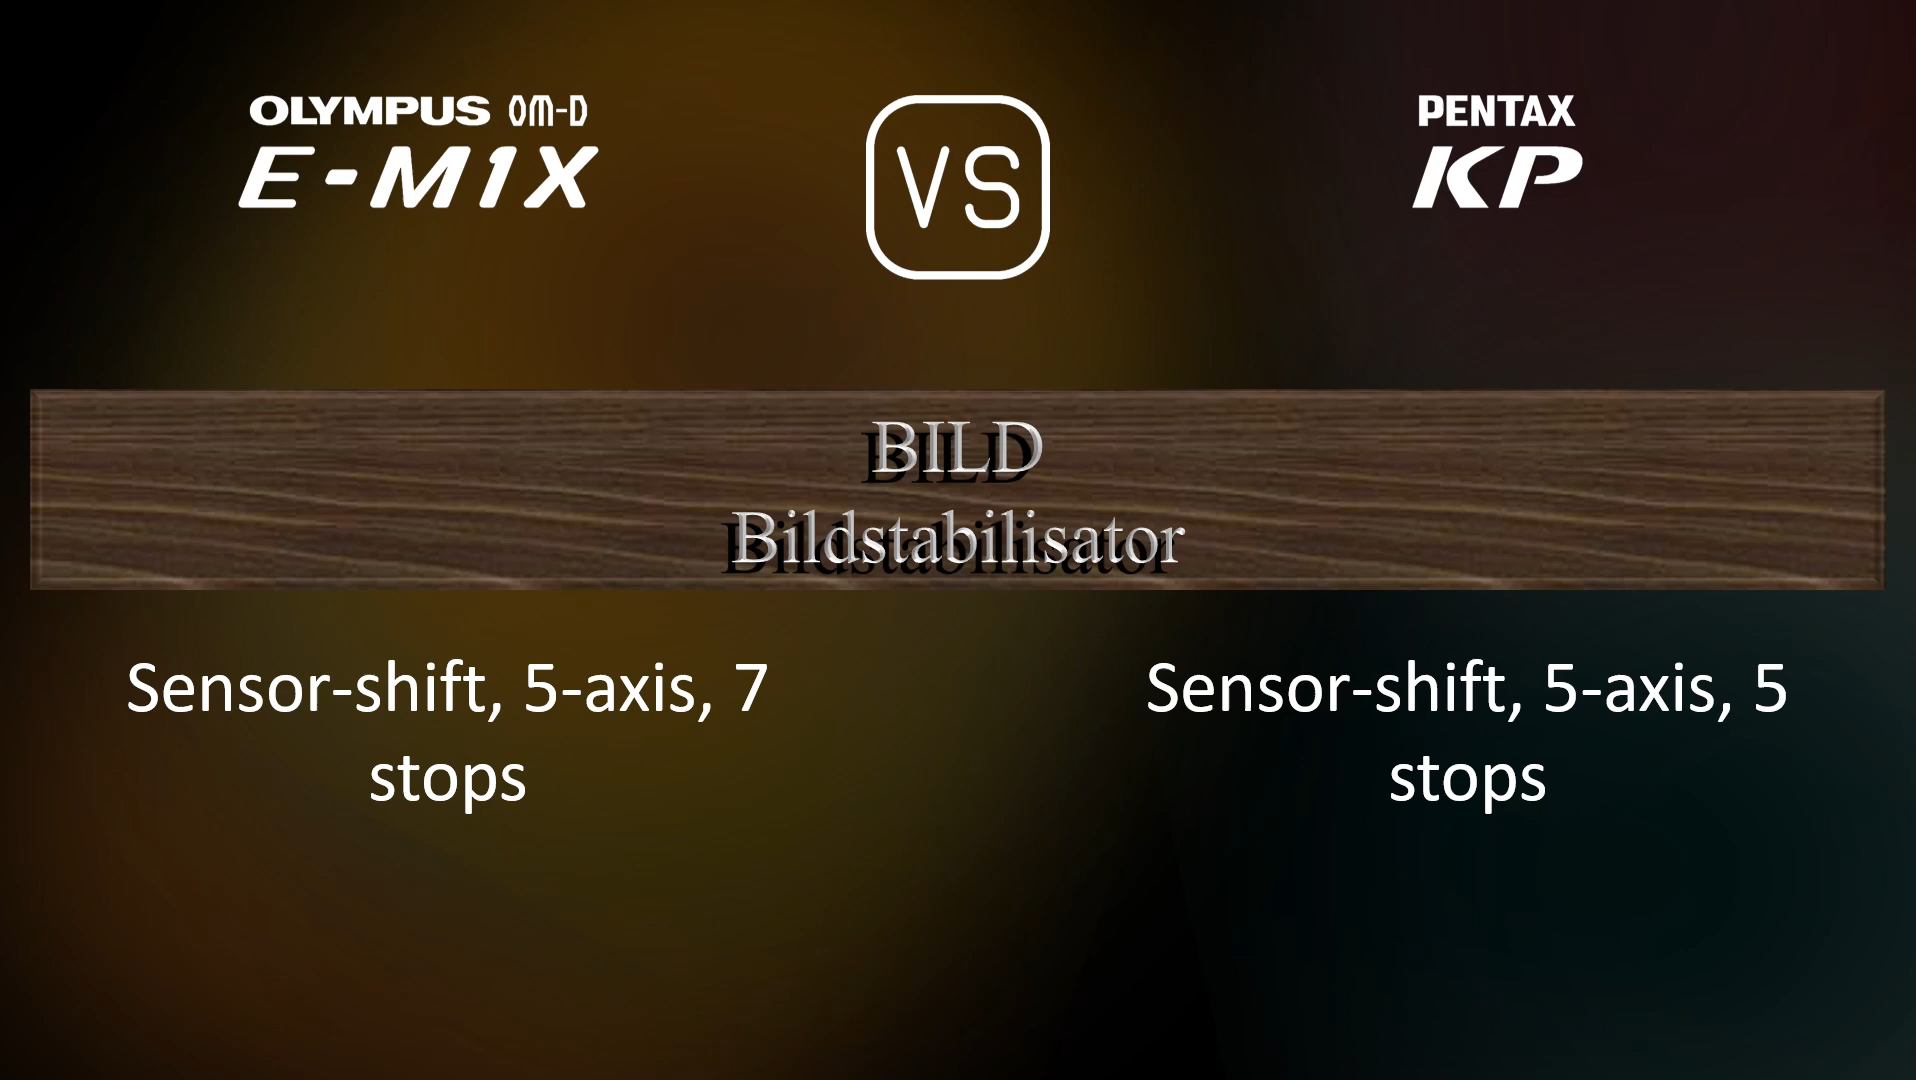 OLYMPUS OM-D
E-M1X
VS
PENTAX
KP
BILD
Bildstabilisator
Sensor-shift, 5-axis, 7
stops
Sensor-shift, 5-axis, 5
stops